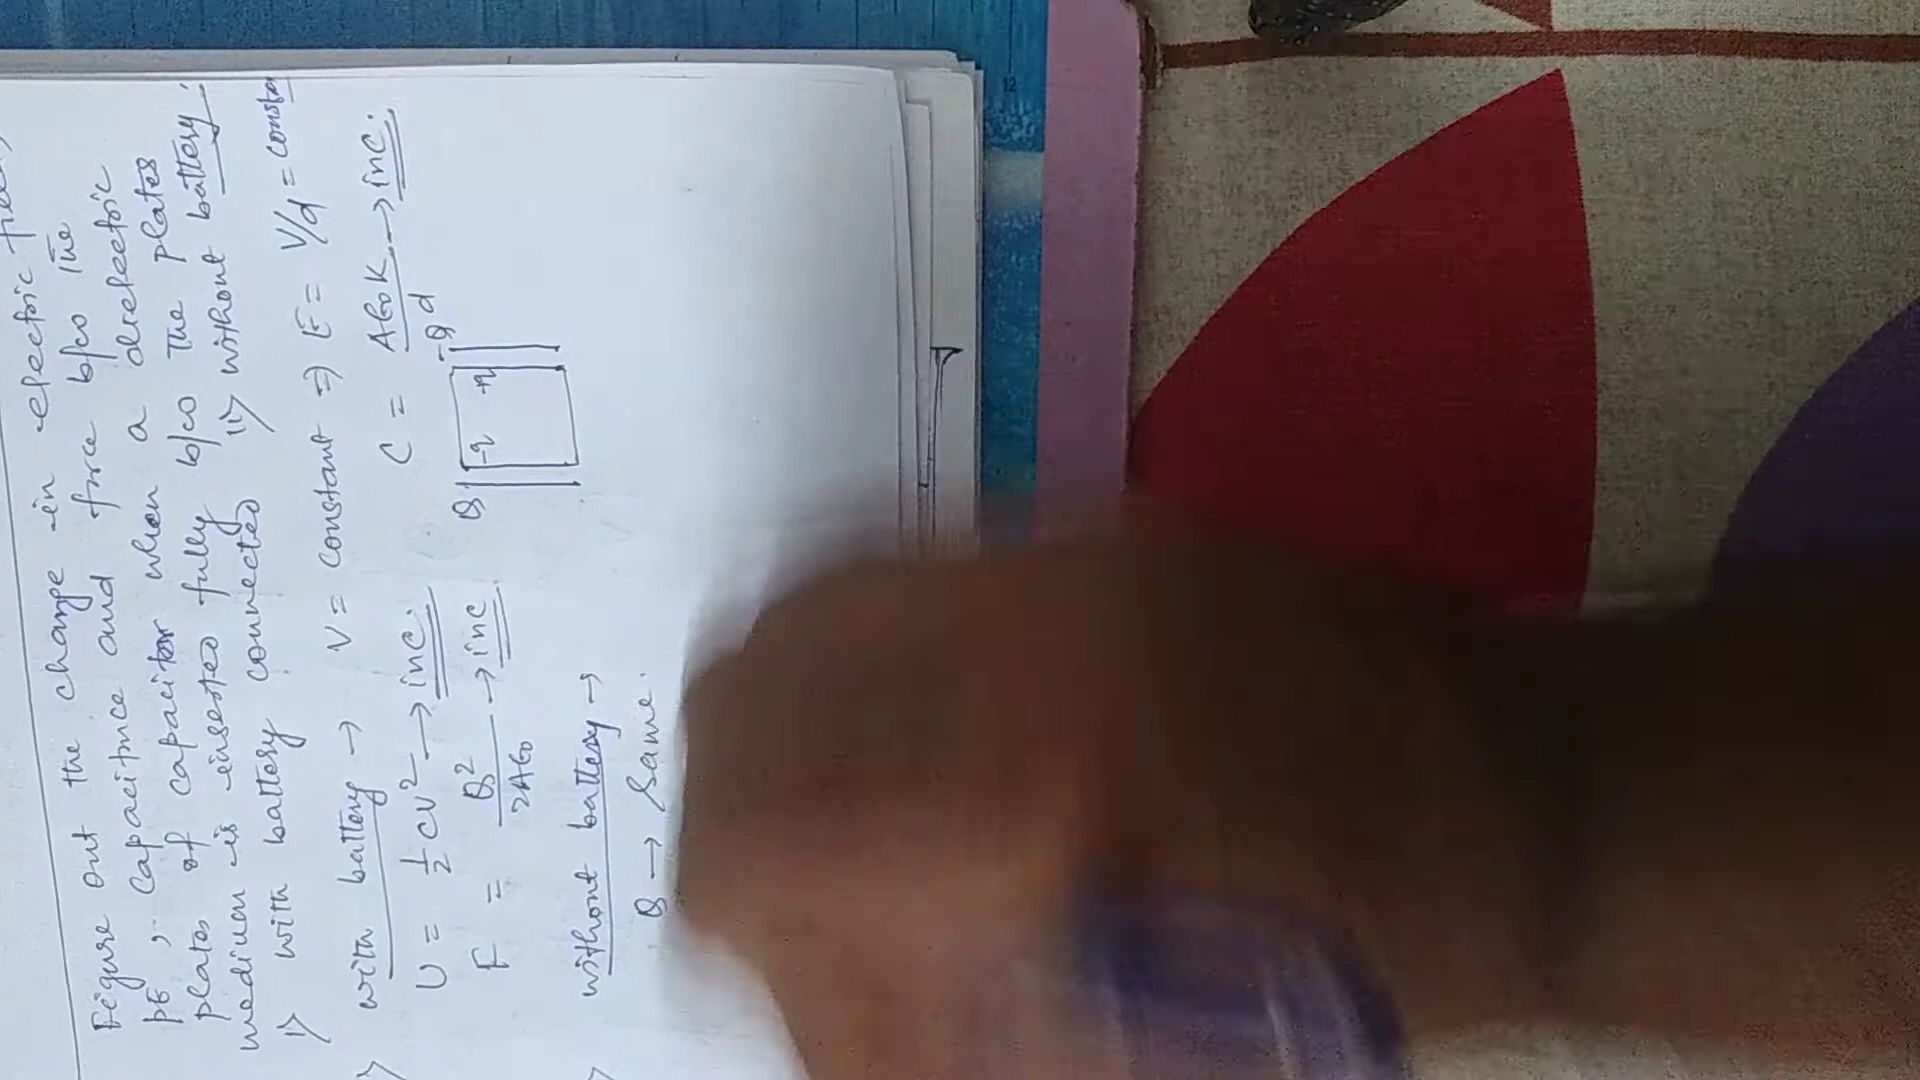 Figure out the change in electric
PE, capacitance and force b/w the
plates of capacitor when a dielectric
medium is inserted fully b/w the plates
i) with battery connected ii) without battery.
with battery → V = constant ⇒ E = V/d = consta
U = 1/2 CV² → inc. C = Aε₀K/d → inc.
F = Q²/2Aε₀ → inc
Q -q +q -Q
without battery →
Q → Same.
12